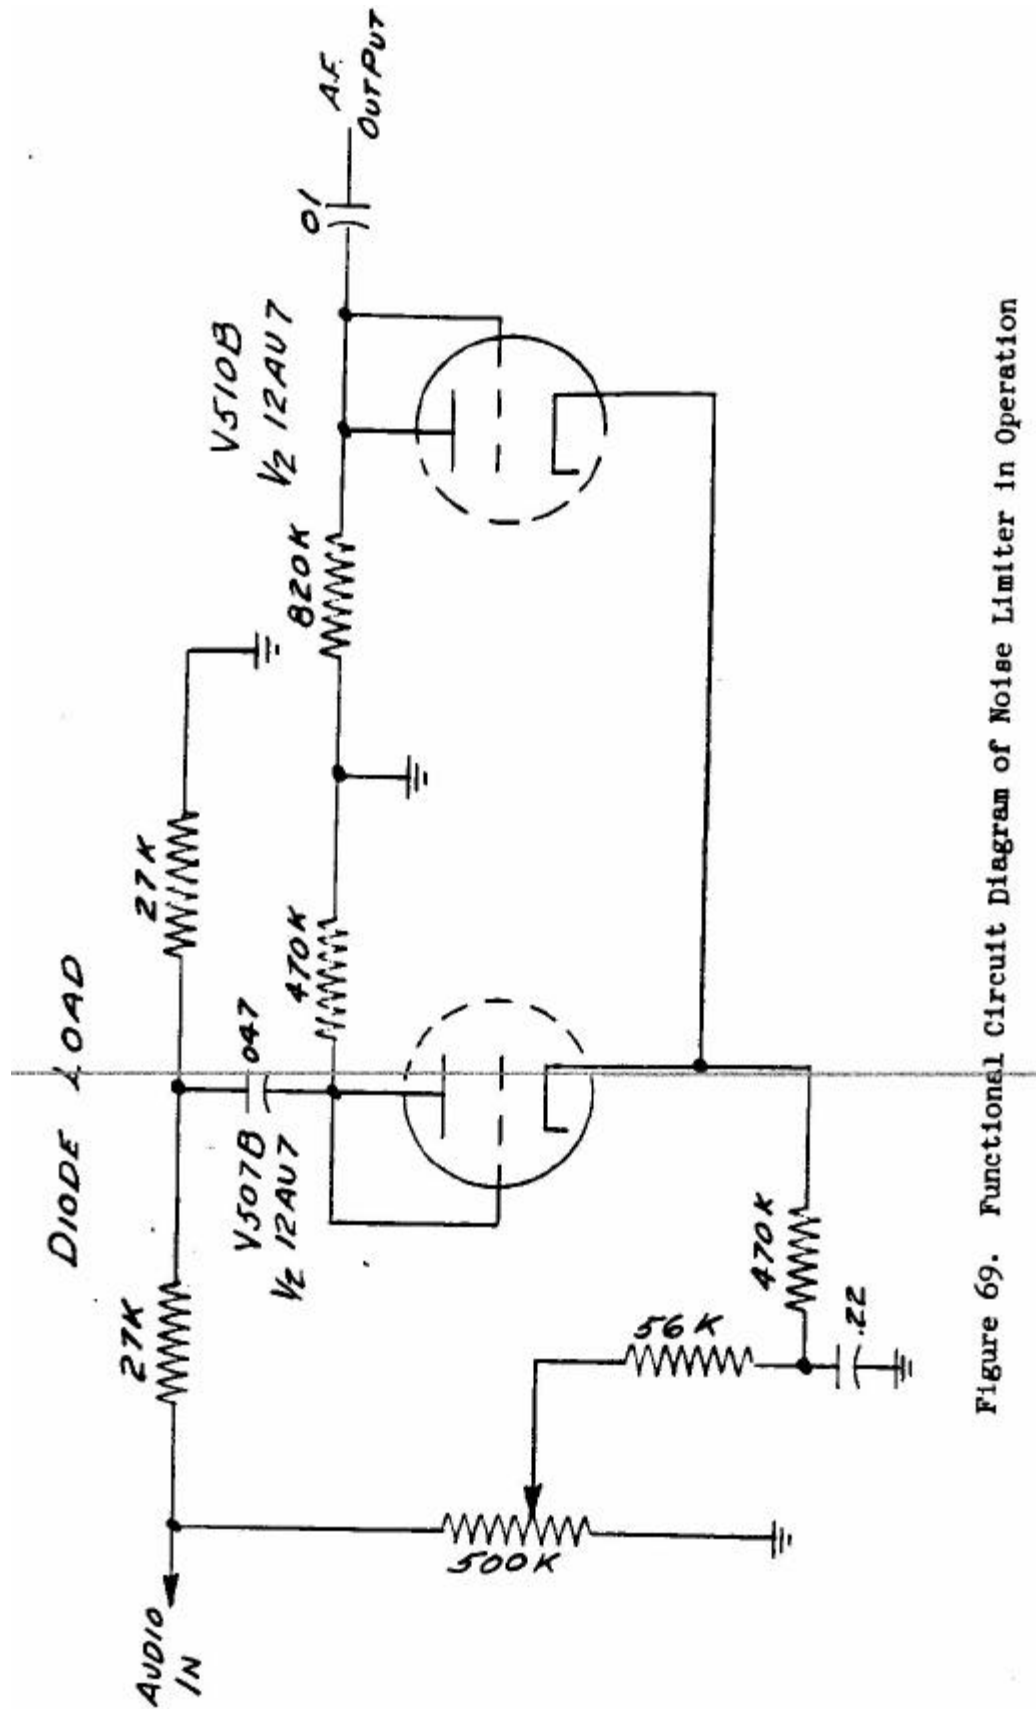 DIODE LOAD
27K
27K
V507B
½ 12AU7
047
470K
820K
V510B
½ 12AU7
01
A.F.
OUTPUT
AUDIO
IN
500K
56K
470K
.22
Figure 69. Functional Circuit Diagram of Noise Limiter in Operation